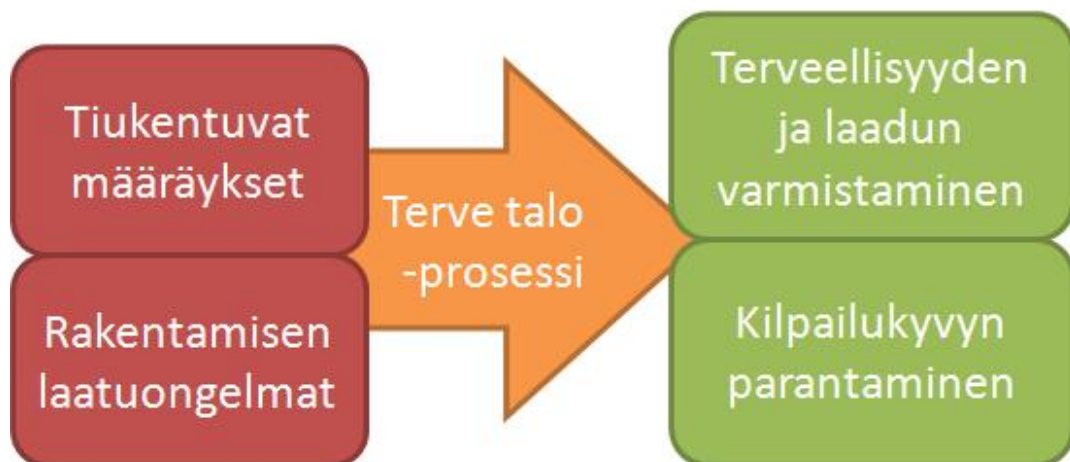 Tiukentuvat
määräykset
Rakentamisen
laatuongelmat
Terve talo
-prosessi
Terveellisyyden
ja laadun
varmistaminen
Kilpailukyvyn
parantaminen